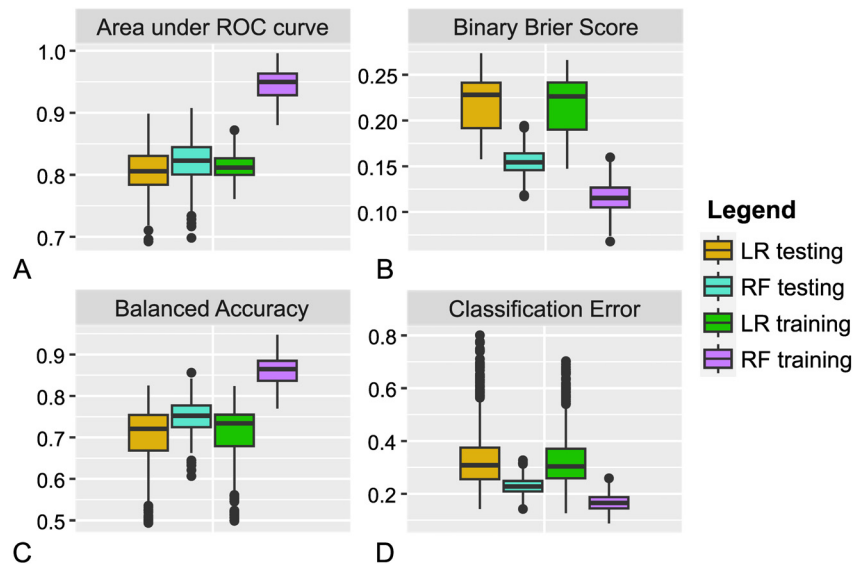 Area under ROC curve
1.0
0.9
0.8
0.7
A
Binary Brier Score
0.25
0.20
0.15
0.10
B
Balanced Accuracy
0.9
0.8
0.7
0.6
0.5
C
Classification Error
0.8
0.6
0.4
0.2
D
Legend
LR testing
RF testing
LR training
RF training